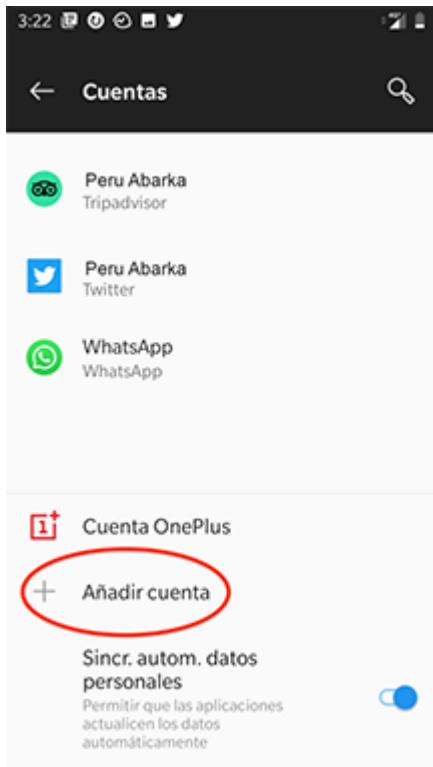 3:22
Cuentas
Peru Abarka
Tripadvisor
Peru Abarka
Twitter
WhatsApp
WhatsApp
Cuenta OnePlus
Añadir cuenta
Sincr. autom. datos
personales
Permitir que las aplicaciones
actualicen los datos
automáticamente